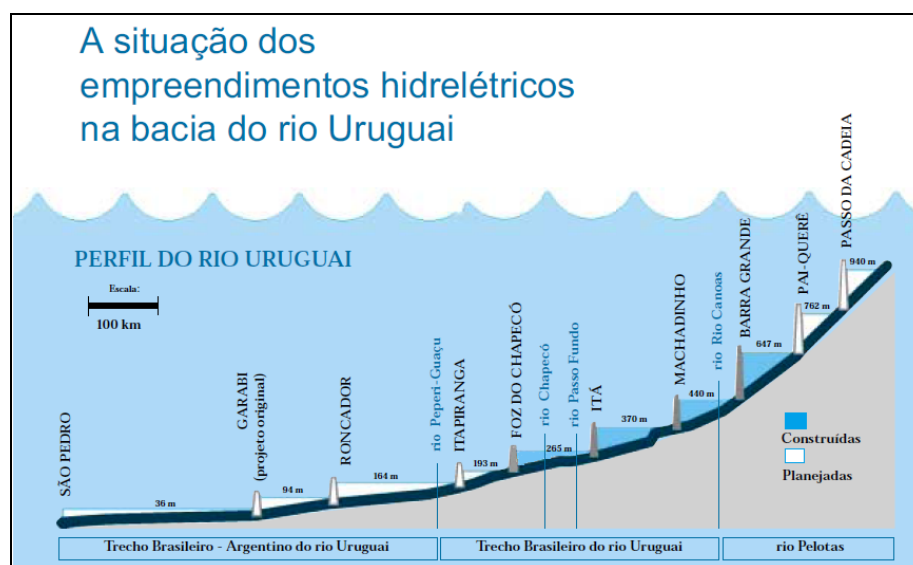 A situação dos
empreendimentos hidrelétricos
na bacia do rio Uruguai
PERFIL DO RIO URUGUAI
Escala:
100 km
SÃO PEDRO
36 m
GARABI
(projeto original)
94 m
RONCADOR
164 m
rio Peperi-Guaçu
ITAPIRANGA
193 m
FOZ DO CHAPECÓ
rio Chapecó
265 m
rio Passo Fundo
ITÁ
370 m
MACHADINHO
440 m
rio Rio Canoas
BARRA GRANDE
647 m
PAI-QUERÊ
762 m
PASSO DA CADEIA
940 m
Construídas
Planejadas
Trecho Brasileiro - Argentino do rio Uruguai
Trecho Brasileiro do rio Uruguai
rio Pelotas